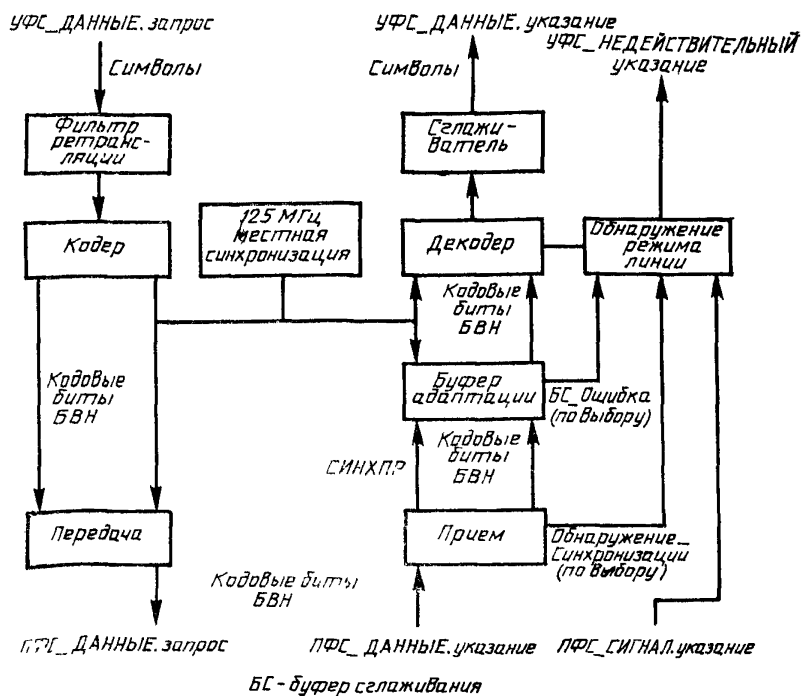 УФС_ДАННЫЕ.запрос
УФС_ДАННЫЕ.указание
УФС_НЕДЕЙСТВИТЕЛЬНЫЙ
указание
Символы
Символы
Фильтр
ретранс-
ляции
Сглажи-
ватель
Кодер
125 МГц
местная
синхронизация
Декодер
Обнаружение
режима
линии
Кодовые
биты
БВН
Кодовые
биты
БВН
Буфер
адаптации
БС_Ошибка
(по выбору)
СИНХПР
Кодовые
биты
БВН
Передача
Прием
Обнаружение_
Синхронизации
(по выбору)
Кодовые биты
БВН
ПФС_ДАННЫЕ.запрос
ПФС_ДАННЫЕ.указание
ПФС_СИГНАЛ.указание
БС-буфер сглаживания